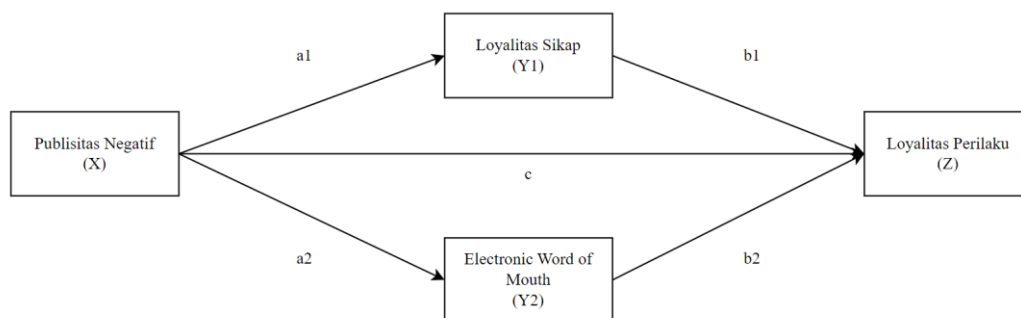 Loyalitas Sikap
(Y1)
a1
b1
Publisitas Negatif
(X)
Loyalitas Perilaku
(Z)
c
a2
Electronic Word of
Mouth
(Y2)
b2